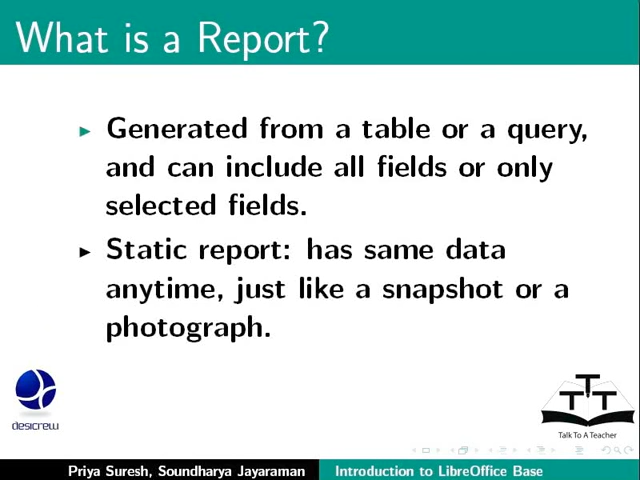 What is a Report?
Generated from a table or a query,
and can include all fields or only
selected fields.
Static report: has same data
anytime, just like a snapshot or a
photograph.
desicrew
TTT
Talk To A Teacher
Priya Suresh, Soundharya Jayaraman
Introduction to LibreOffice Base